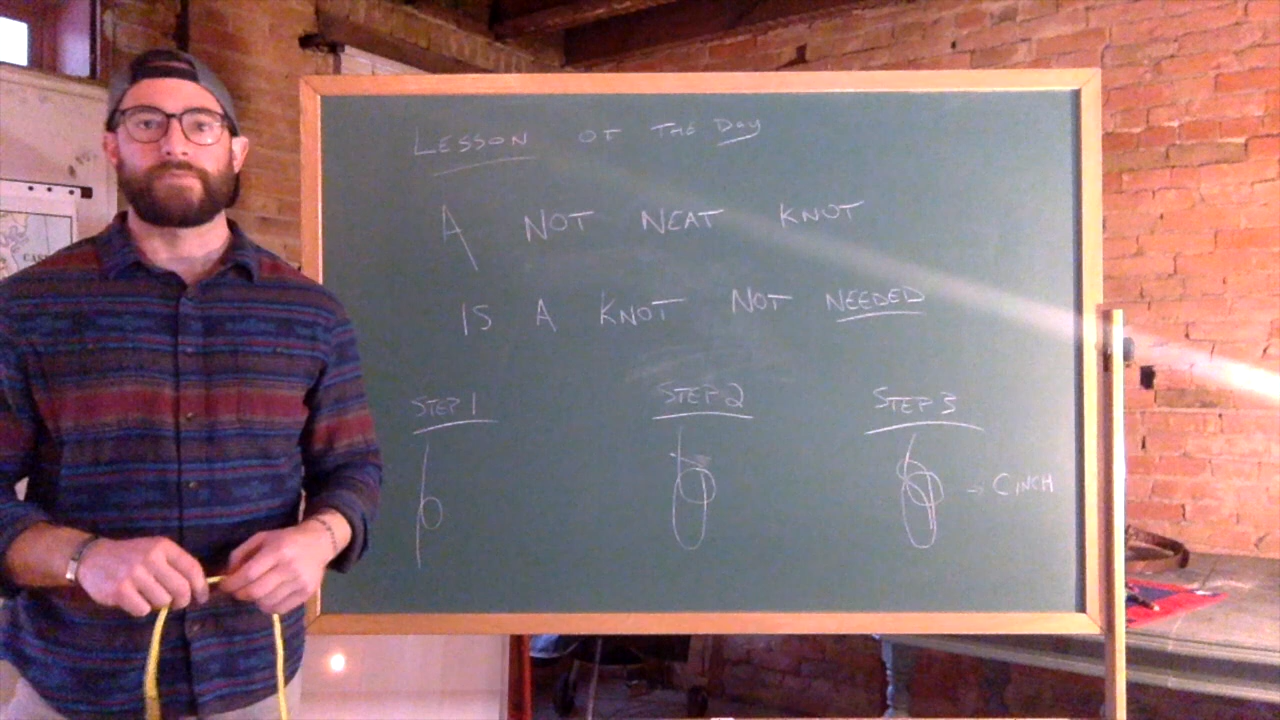 LESSON OF THE DAY
A NOT NEAT KNOT
IS A KNOT NOT NEEDED
STEP 1 STEP 2 STEP 3
→ CINCH